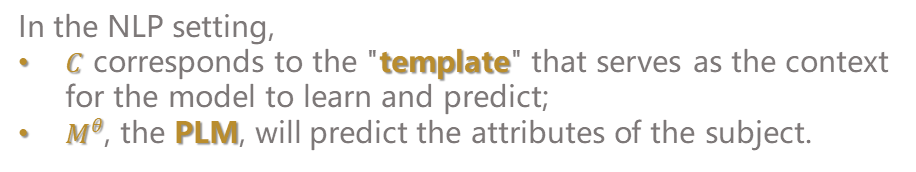 In the NLP setting,
• C corresponds to the "template" that serves as the context
for the model to learn and predict;
• M^θ, the PLM, will predict the attributes of the subject.